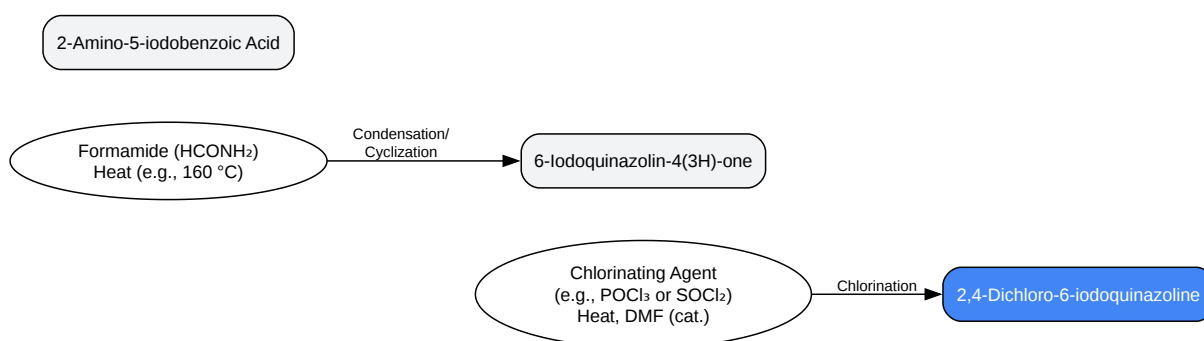 2-Amino-5-iodobenzoic Acid
Formamide (HCONH₂)
Heat (e.g., 160 °C)
Condensation/
Cyclization
6-Iodoquinazolin-4(3H)-one
Chlorinating Agent
(e.g., POCl₃ or SOCl₂)
Heat, DMF (cat.)
Chlorination
2,4-Dichloro-6-iodoquinazoline